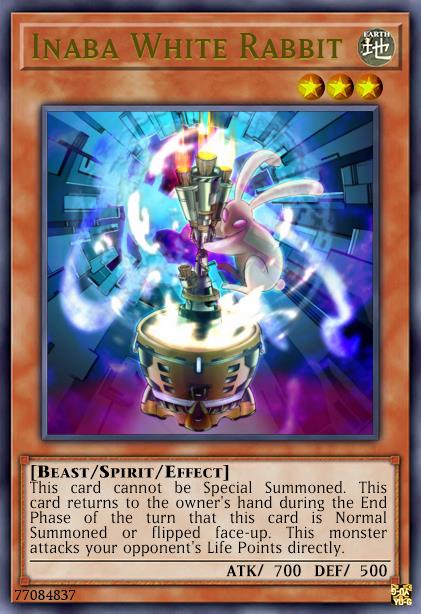 Inaba White Rabbit
EARTH
地
[Beast/Spirit/Effect]
This card cannot be Special Summoned. This
card returns to the owner's hand during the End
Phase of the turn that this card is Normal
Summoned or flipped face-up. This monster
attacks your opponent's Life Points directly.
ATK/ 700 DEF/ 500
77084837